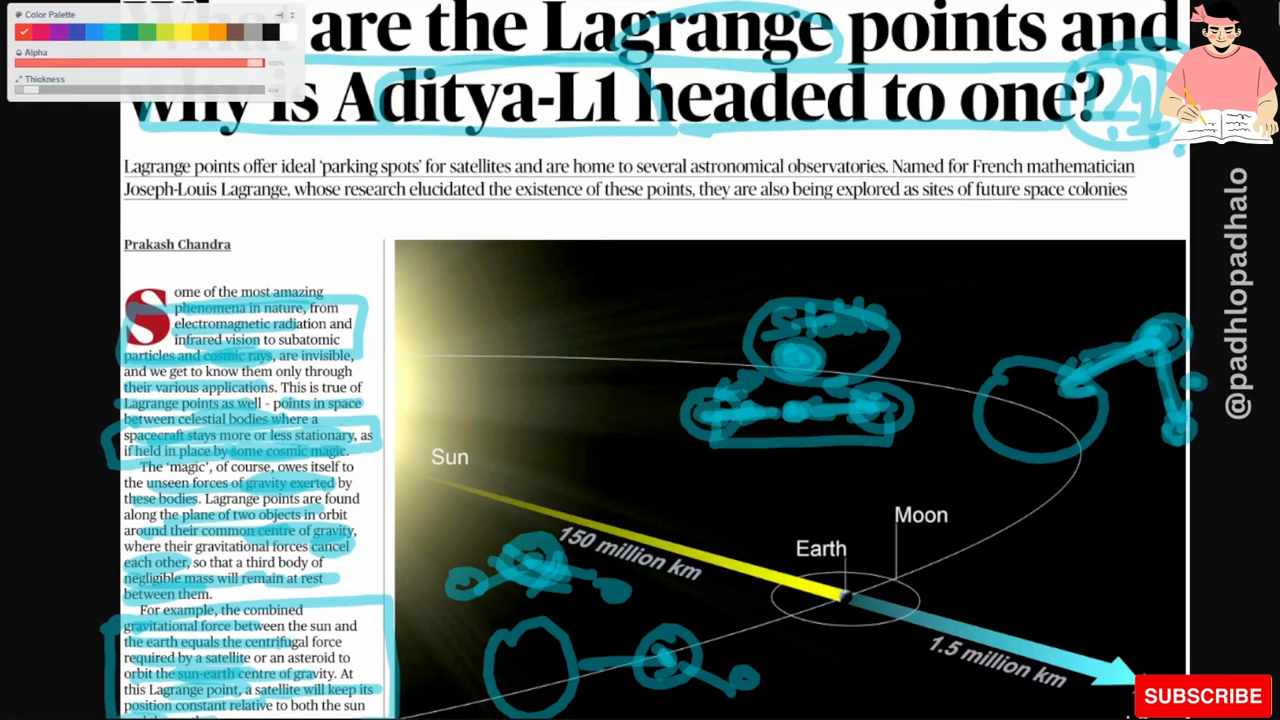 Color Palette
Alpha
100%
Thickness
What are the Lagrange points and
why is Aditya-L1 headed to one?
Lagrange points offer ideal ‘parking spots’ for satellites and are home to several astronomical observatories. Named for French mathematician
Joseph-Louis Lagrange, whose research elucidated the existence of these points, they are also being explored as sites of future space colonies
Prakash Chandra
Some of the most amazing
phenomena in nature, from
electromagnetic radiation and
infrared vision to subatomic
particles and cosmic rays, are invisible,
and we get to know them only through
their various applications. This is true of
Lagrange points as well – points in space
between celestial bodies where a
spacecraft stays more or less stationary, as
if held in place by some cosmic magic.
The ‘magic’, of course, owes itself to
the unseen forces of gravity exerted by
these bodies. Lagrange points are found
along the plane of two objects in orbit
around their common centre of gravity,
where their gravitational forces cancel
each other, so that a third body of
negligible mass will remain at rest
between them.
For example, the combined
gravitational force between the sun and
the earth equals the centrifugal force
required by a satellite or an asteroid to
orbit the sun-earth centre of gravity. At
this Lagrange point, a satellite will keep its
position constant relative to both the sun
Sun
150 million km
Earth
Moon
1.5 million km
@padhlopadhalo
SUBSCRIBE